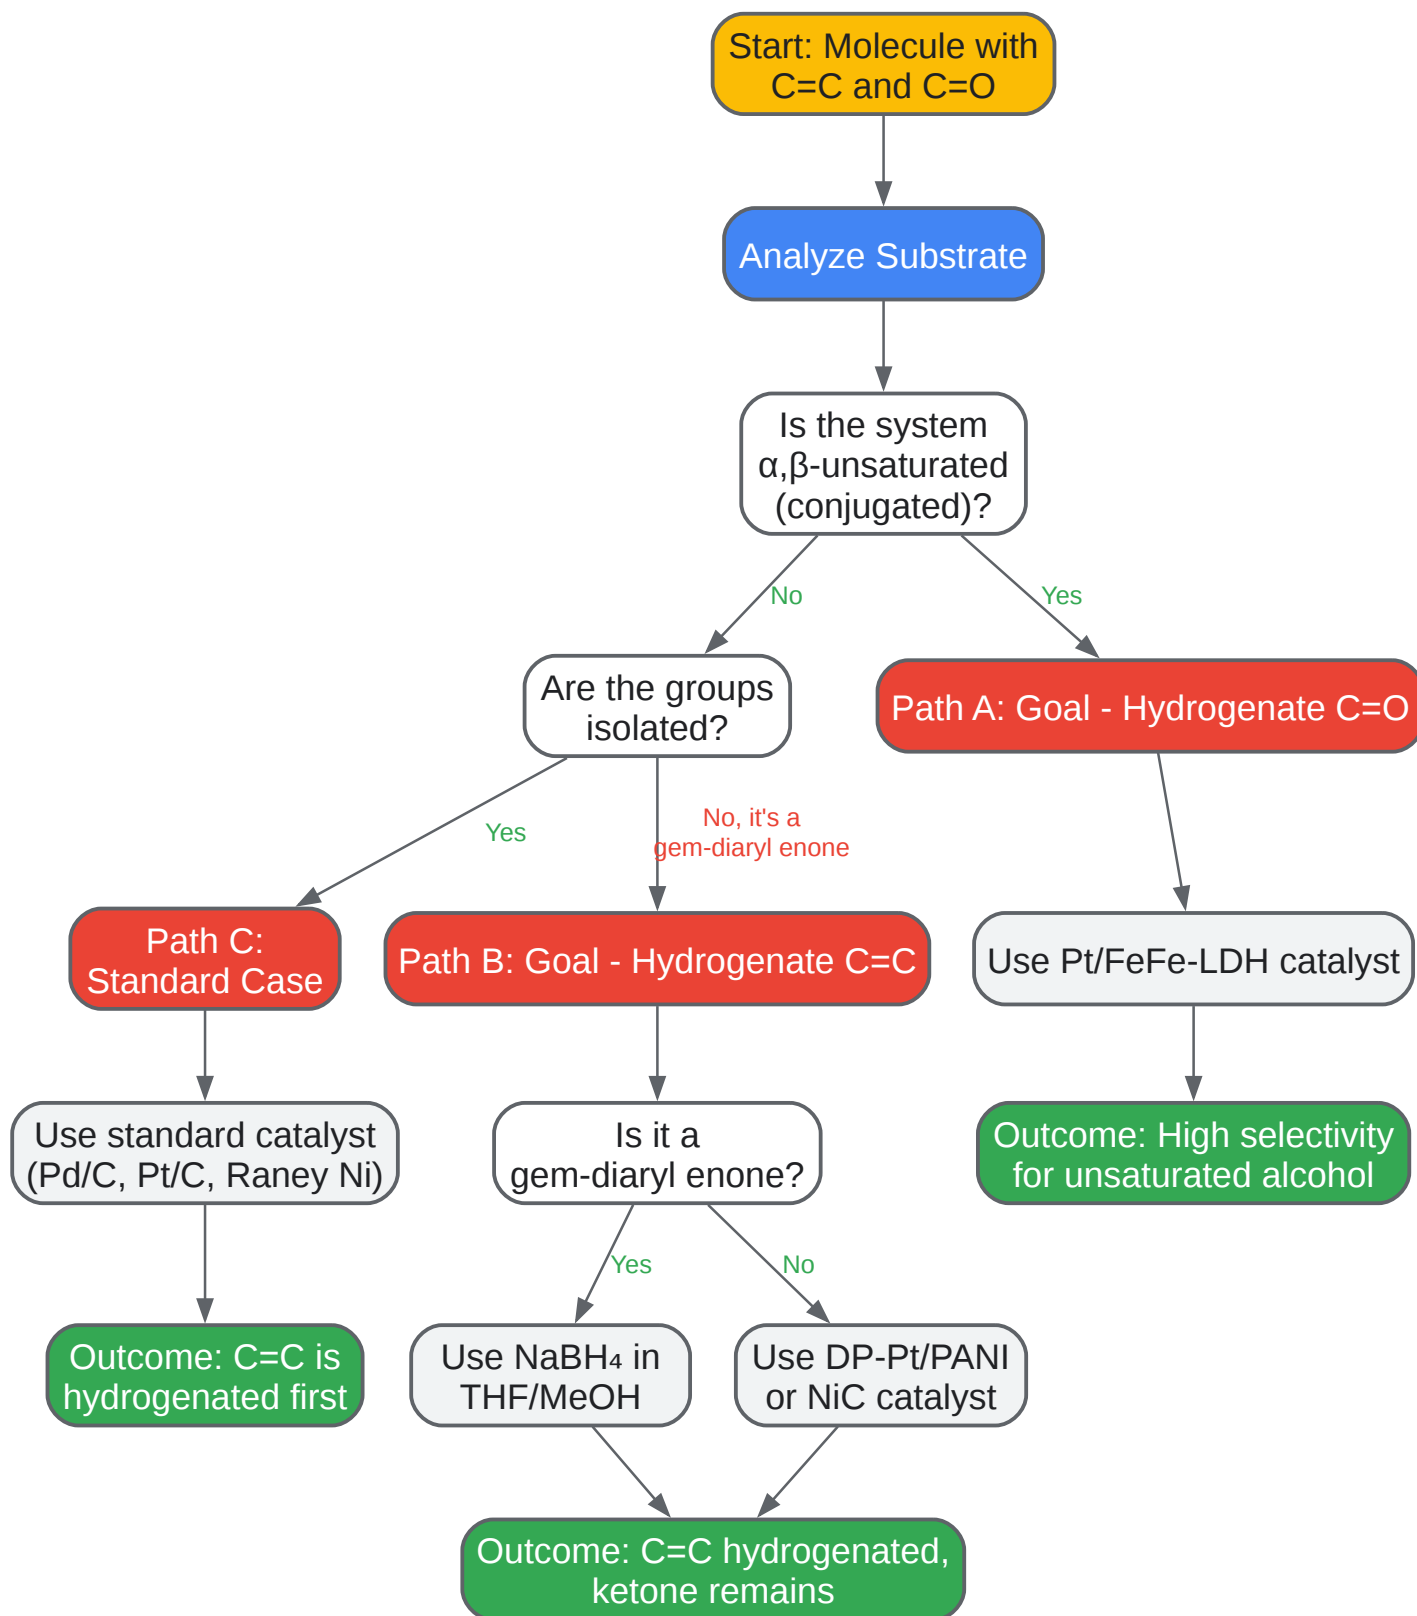 Start: Molecule with
C=C and C=O
Analyze Substrate
Is the system
α,β-unsaturated
(conjugated)?
No
Yes
Are the groups
isolated?
Path A: Goal - Hydrogenate C=O
Yes
No, it's a
gem-diaryl enone
Path C:
Standard Case
Path B: Goal - Hydrogenate C=C
Use Pt/FeFe-LDH catalyst
Use standard catalyst
(Pd/C, Pt/C, Raney Ni)
Is it a
gem-diaryl enone?
Outcome: High selectivity
for unsaturated alcohol
Yes
No
Outcome: C=C is
hydrogenated first
Use NaBH₄ in
THF/MeOH
Use DP-Pt/PANI
or NiC catalyst
Outcome: C=C hydrogenated,
ketone remains